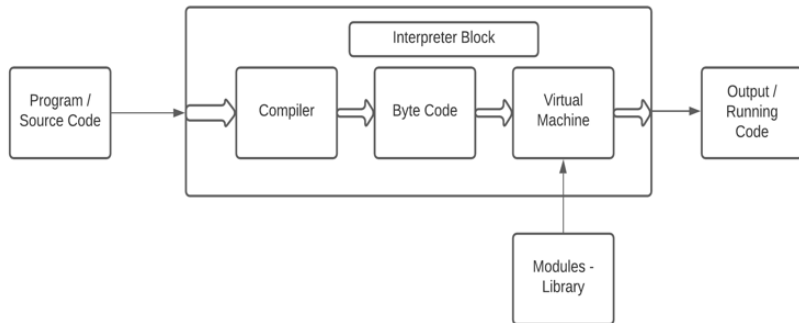 Interpreter Block
Program /
Source Code
Compiler
Byte Code
Virtual
Machine
Output /
Running
Code
Modules -
Library